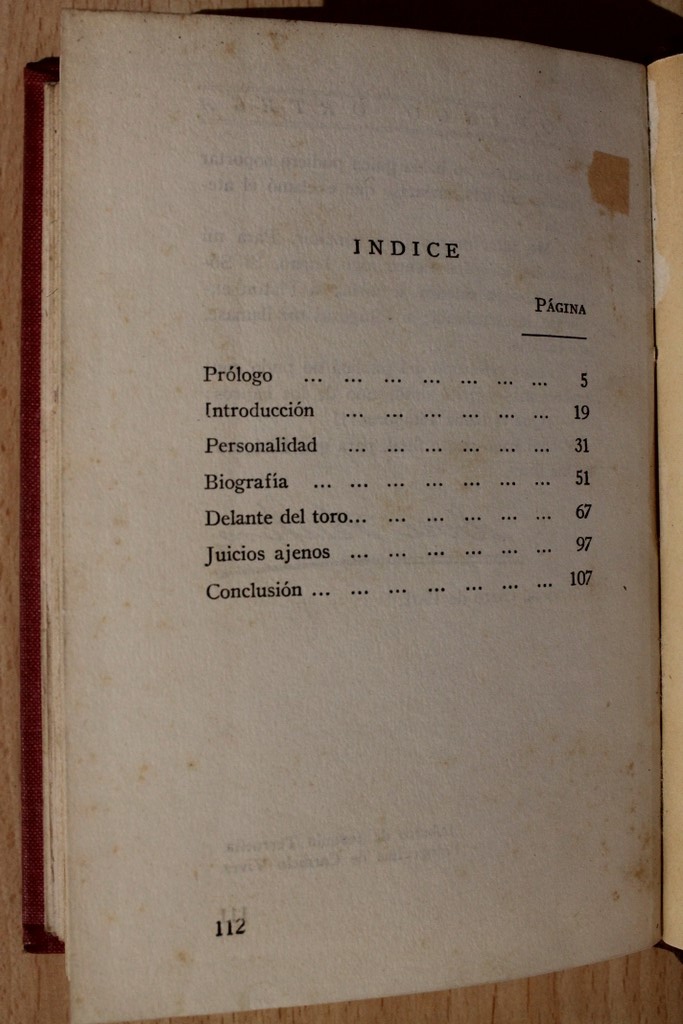 INDICE
PÁGINA
Prólogo ... ... ... ... ... ... ... 5
Introducción ... ... ... ... ... ... 19
Personalidad ... ... ... ... ... ... 31
Biografía ... ... ... ... ... ... ... 51
Delante del toro... ... ... ... ... ... 67
Juicios ajenos ... ... ... ... ... ... 97
Conclusión ... ... ... ... ... ... ... 107
112